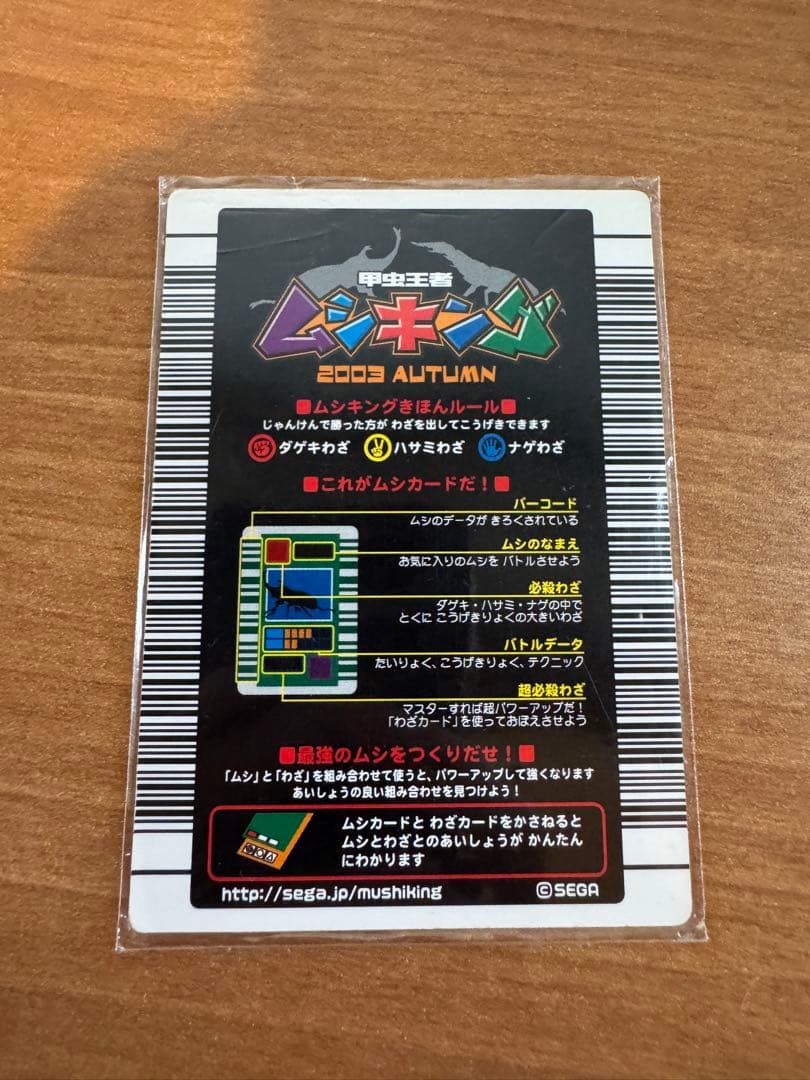 甲虫王者
ムシキング
2003 AUTUMN
■ムシキングきほんルール■
じゃんけんで勝った方が わざを出してこうげきできます
ダゲキわざ ハサミわざ ナゲわざ
■これがムシカードだ!■
バーコード
ムシのデータが きろくされている
ムシのなまえ
お気に入りのムシを バトルさせよう
必殺わざ
ダゲキ・ハサミ・ナゲの中で
とくに こうげきりょくの大きいわざ
バトルデータ
たいりょく、こうげきりょく、テクニック
超必殺わざ
マスターすれば超パワーアップだ!
「わざカード」を使っておぼえさせよう
■最強のムシをつくりだせ!■
「ムシ」と「わざ」を組み合わせて使うと、パワーアップして強くなります
あいしょうの良い組み合わせを見つけよう!
ムシカードと わざカードをかさねると
ムシとわざとのあいしょうが かんたん
にわかります
http://sega.jp/mushiking
©SEGA